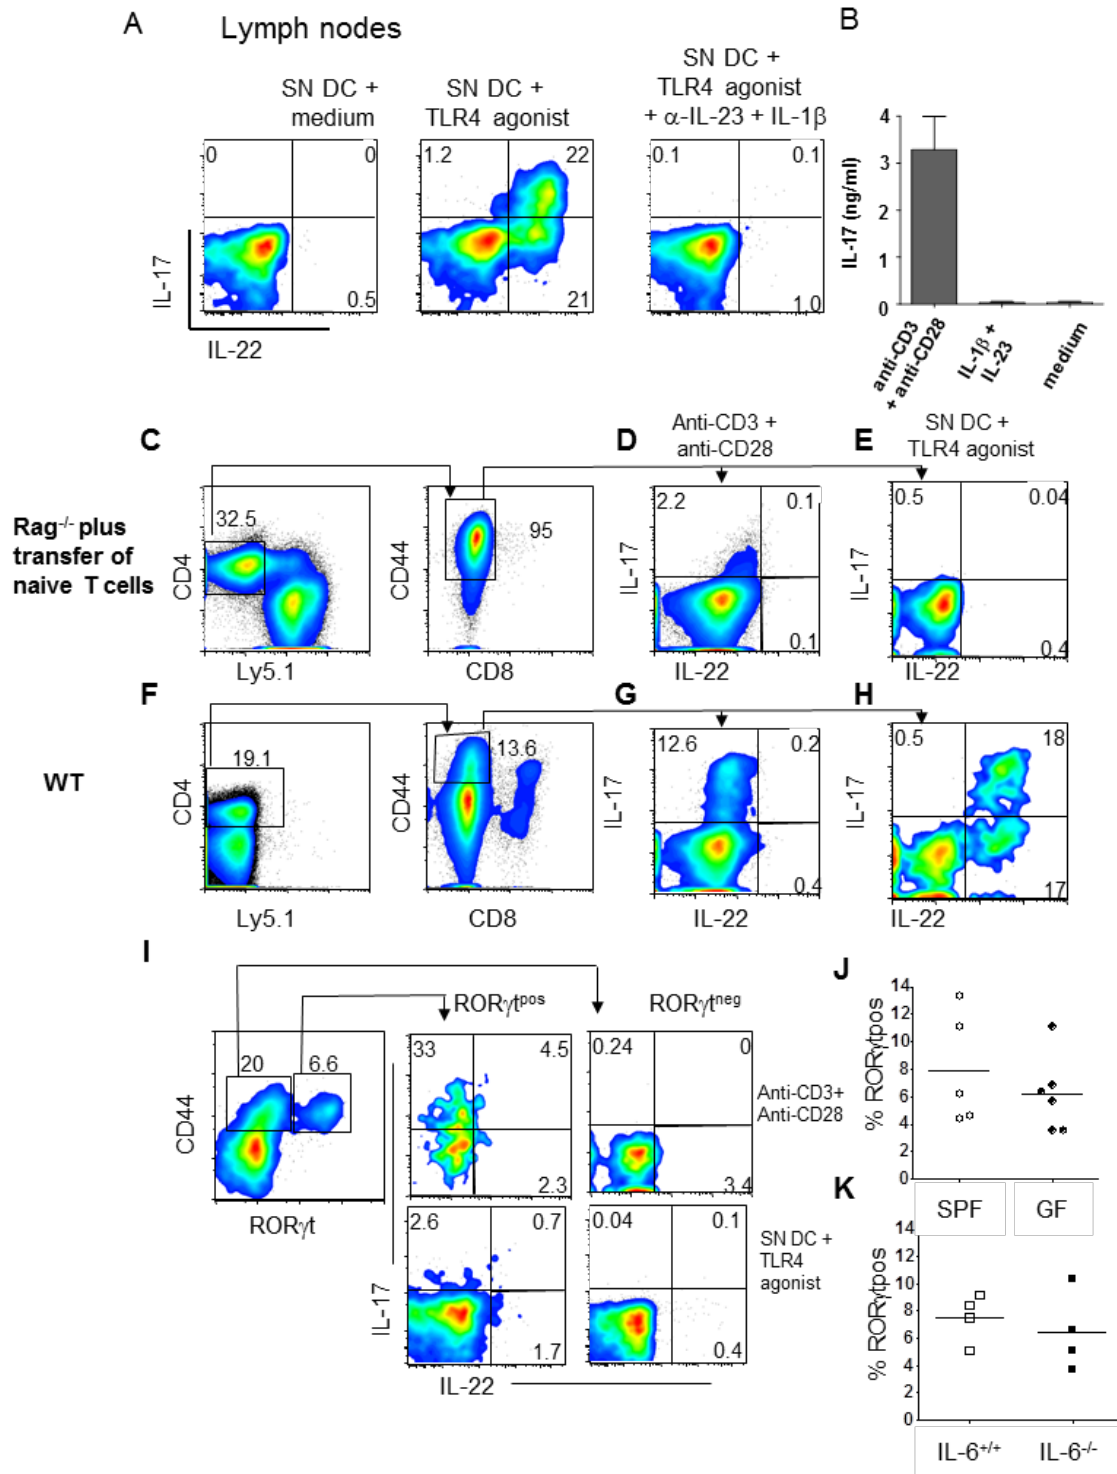 A
Lymph nodes
B
SN DC +
medium
SN DC +
TLR4 agonist
SN DC +
TLR4 agonist
+ α-IL-23 + IL-1β
0
0
0.5
1.2
22
21
0.1
0.1
1.0
IL-17
IL-22
IL-17 (ng/ml)
4
3
2
4
0
anti-CD3
+ anti-CD28
IL-1β +
IL-23
medium
C
D
Anti-CD3 +
anti-CD28
E
SN DC +
TLR4 agonist
Rag-/- plus
transfer of
naive T cells
32.5
CD4
Ly5.1
95
CD44
CD8
2.2
0.1
0.1
IL-17
IL-22
0.5
0.04
0.4
IL-17
IL-22
F
G
H
WT
19.1
CD4
Ly5.1
13.6
CD44
CD8
12.6
0.2
0.4
IL-17
IL-22
0.5
18
17
IL-17
IL-22
I
RORγtpos
RORγtneg
20
6.6
CD44
RORγt
33
4.5
2.3
0.24
0
3.4
Anti-CD3+
Anti-CD28
2.6
0.7
1.7
0.04
0.1
0.4
SN DC +
TLR4
agonist
IL-17
IL-22
J
% RORγtpos
14
12
10
8
6
4
2
0
SPF
GF
K
% RORγtpos
14
12
10
8
6
4
2
0
IL-6+/+
IL-6-/-